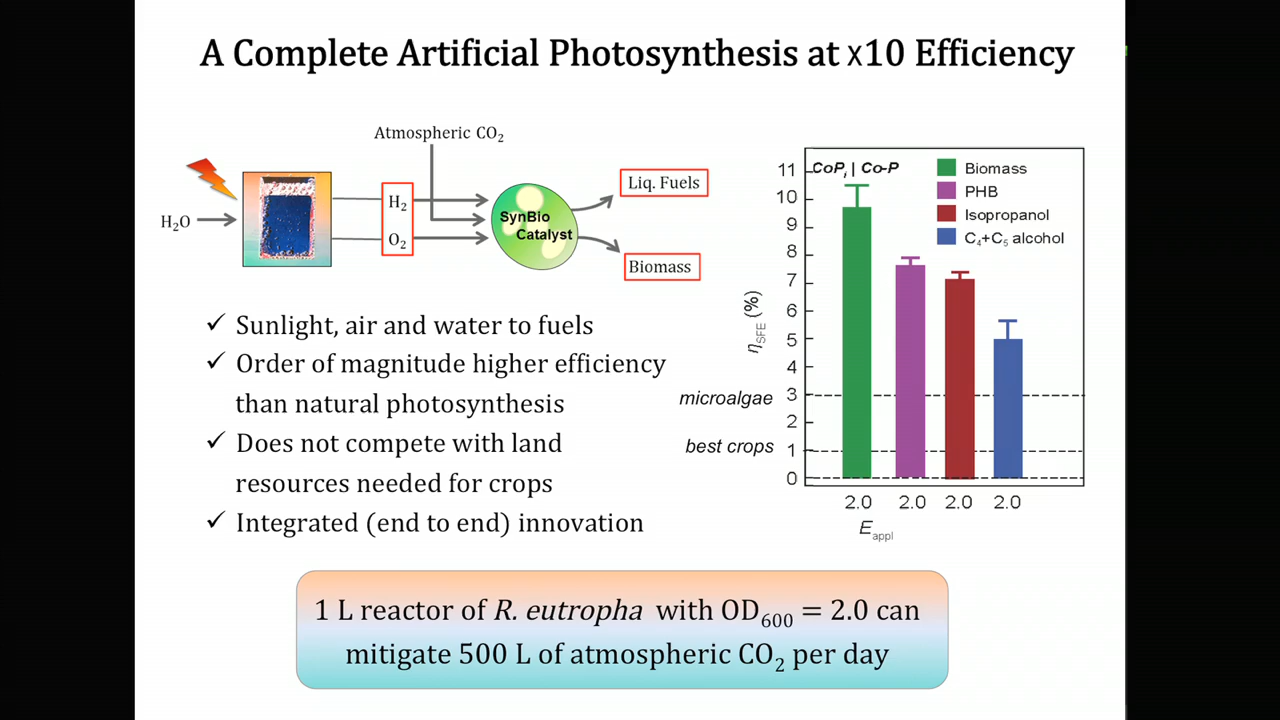 A Complete Artificial Photosynthesis at x10 Efficiency
Atmospheric CO₂
H₂O
H₂
O₂
SynBio
Catalyst
Liq. Fuels
Biomass
✓ Sunlight, air and water to fuels
✓ Order of magnitude higher efficiency
than natural photosynthesis
✓ Does not compete with land
resources needed for crops
✓ Integrated (end to end) innovation
CoPᵢ | Co-P
Biomass
PHB
Isopropanol
C₄+C₅ alcohol
η_SFE (%)
11
10
9
8
7
6
5
4
microalgae 3
2
best crops 1
0
2.0 2.0 2.0 2.0
E_appl
1 L reactor of R. eutropha with OD₆₀₀ = 2.0 can
mitigate 500 L of atmospheric CO₂ per day